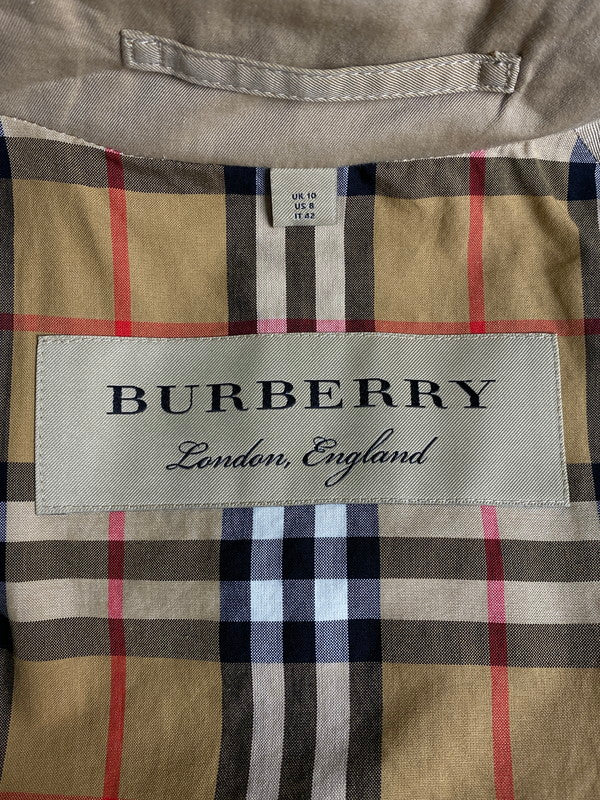 UK 10
US 8
IT 42
BURBERRY
London, England